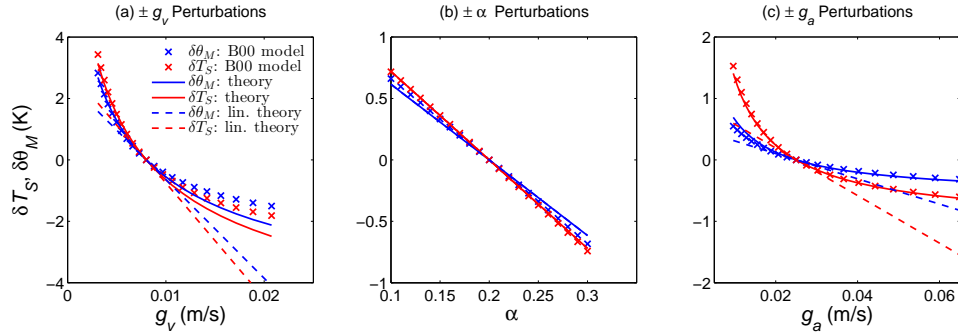 (a) ± g_v Perturbations
(b) ± α Perturbations
(c) ± g_a Perturbations
δT_S, δθ_M (K)
4
2
0
−2
−4
δθ_M: B00 model
δT_S: B00 model
δθ_M: theory
δT_S: theory
δθ_M: lin. theory
δT_S: lin. theory
0
0.01
0.02
g_v (m/s)
1
0.5
0
−0.5
−1
0.1
0.15
0.2
0.25
0.3
α
2
1
0
−1
−2
0.02
0.04
0.06
g_a (m/s)